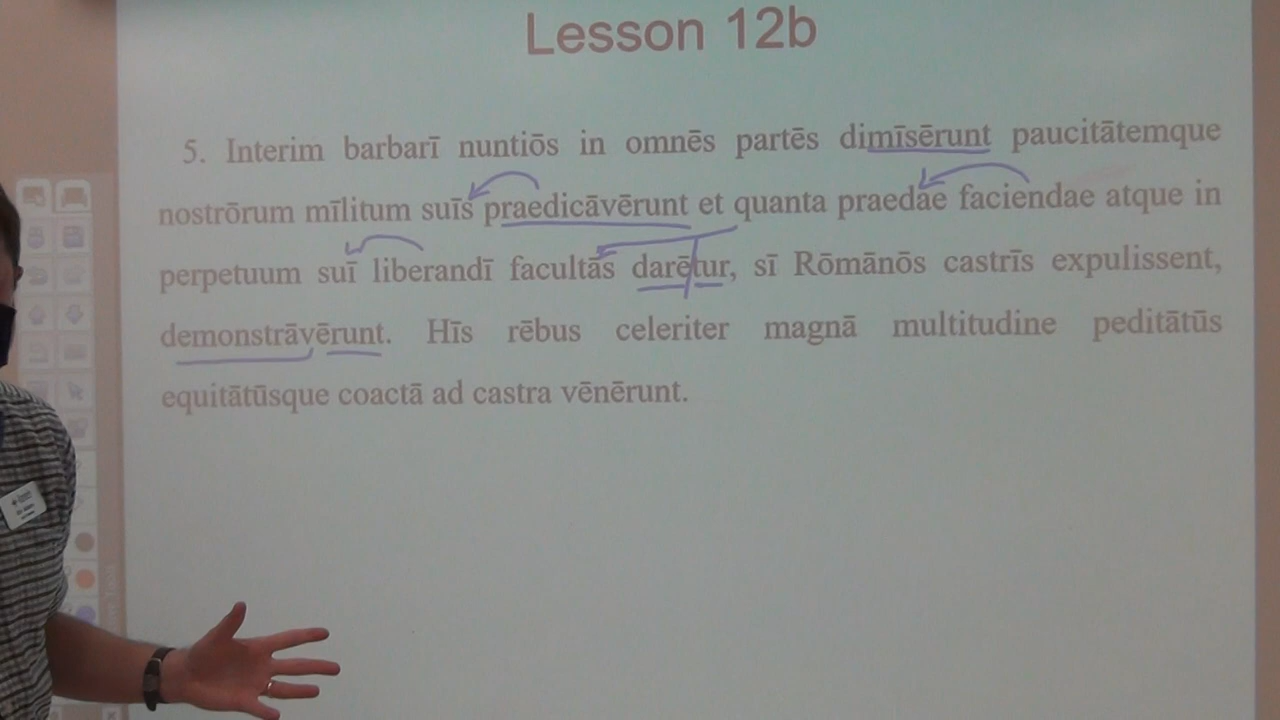 Lesson 12b
5. Interim barbarī nuntiōs in omnēs partēs dimīsērunt paucitātemque
nostrōrum mīlitum suīs praedicāvērunt et quanta praedae faciendae atque in
perpetuum suī liberandī facultās darētur, sī Rōmānōs castrīs expulissent,
demonstrāvērunt. Hīs rēbus celeriter magnā multitudine peditātūs
equitātūsque coactā ad castra vēnērunt.